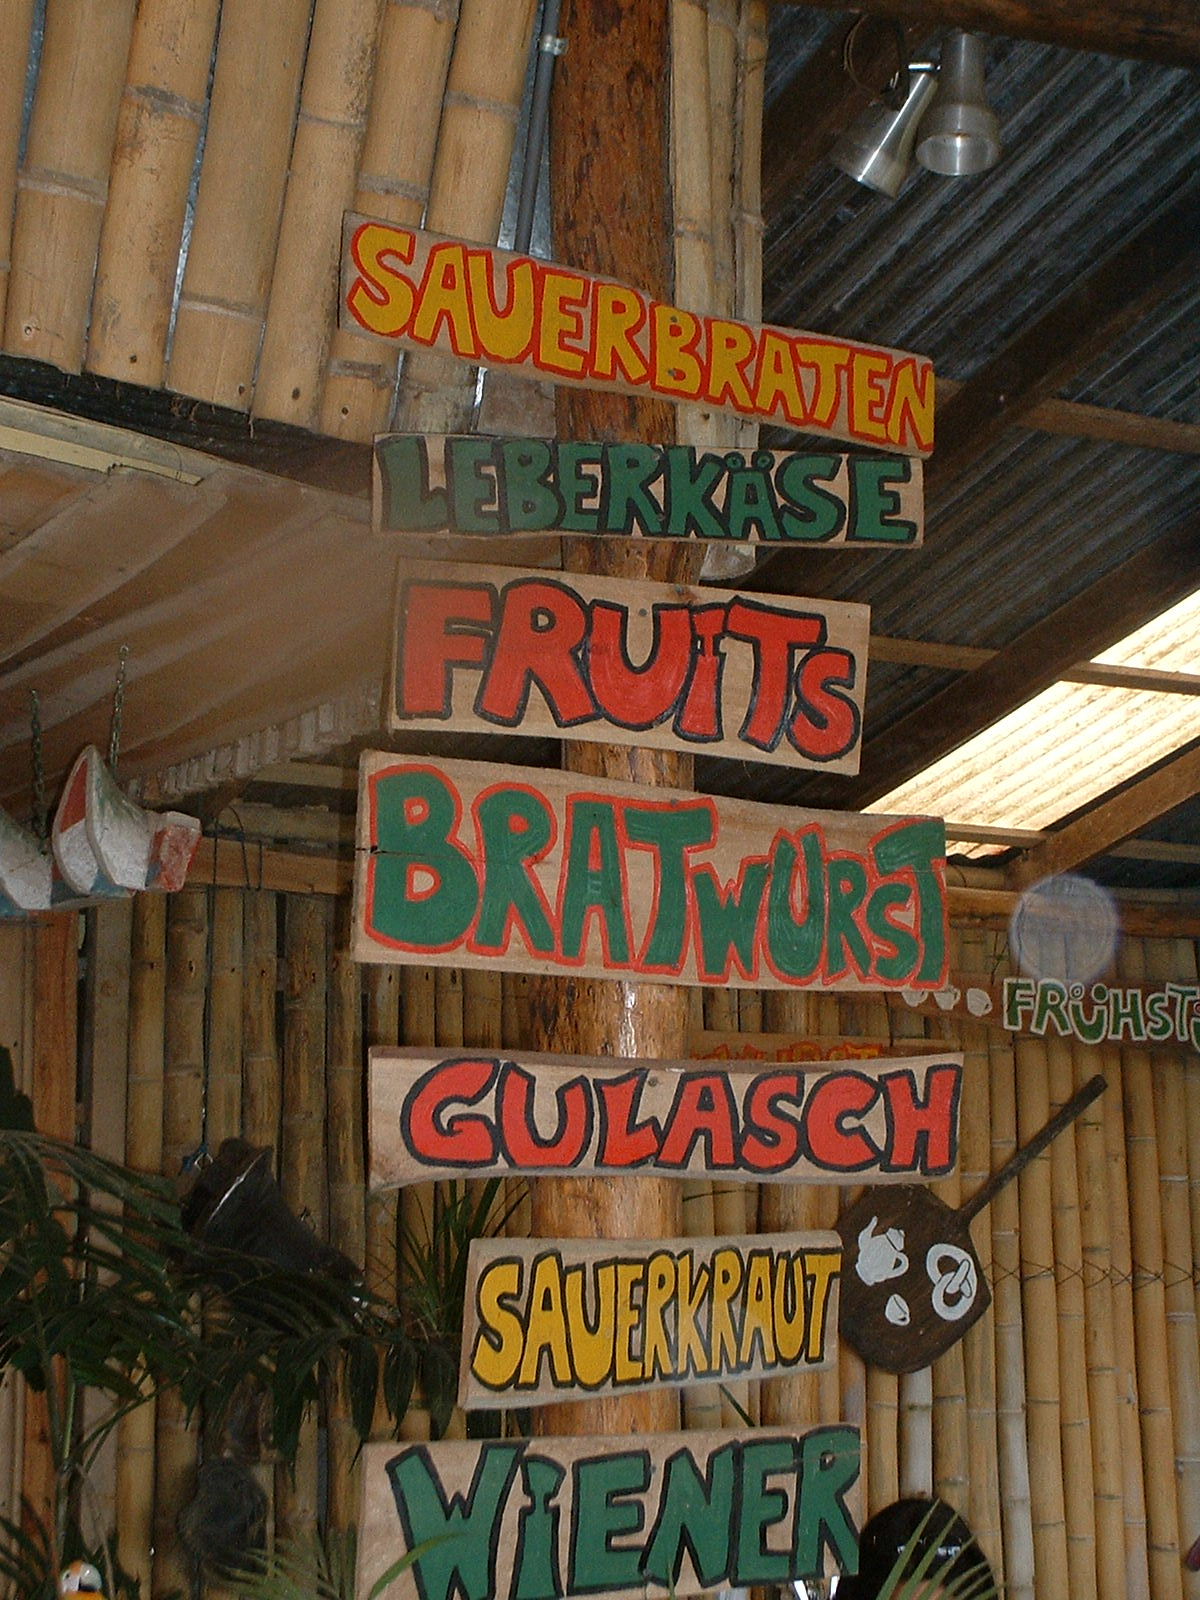 SAUERBRATEN
LEBERKÄSE
FRUiTS
BRATWURST
FRÜHST
GULASCH
SAUERKRAUT
WiENER